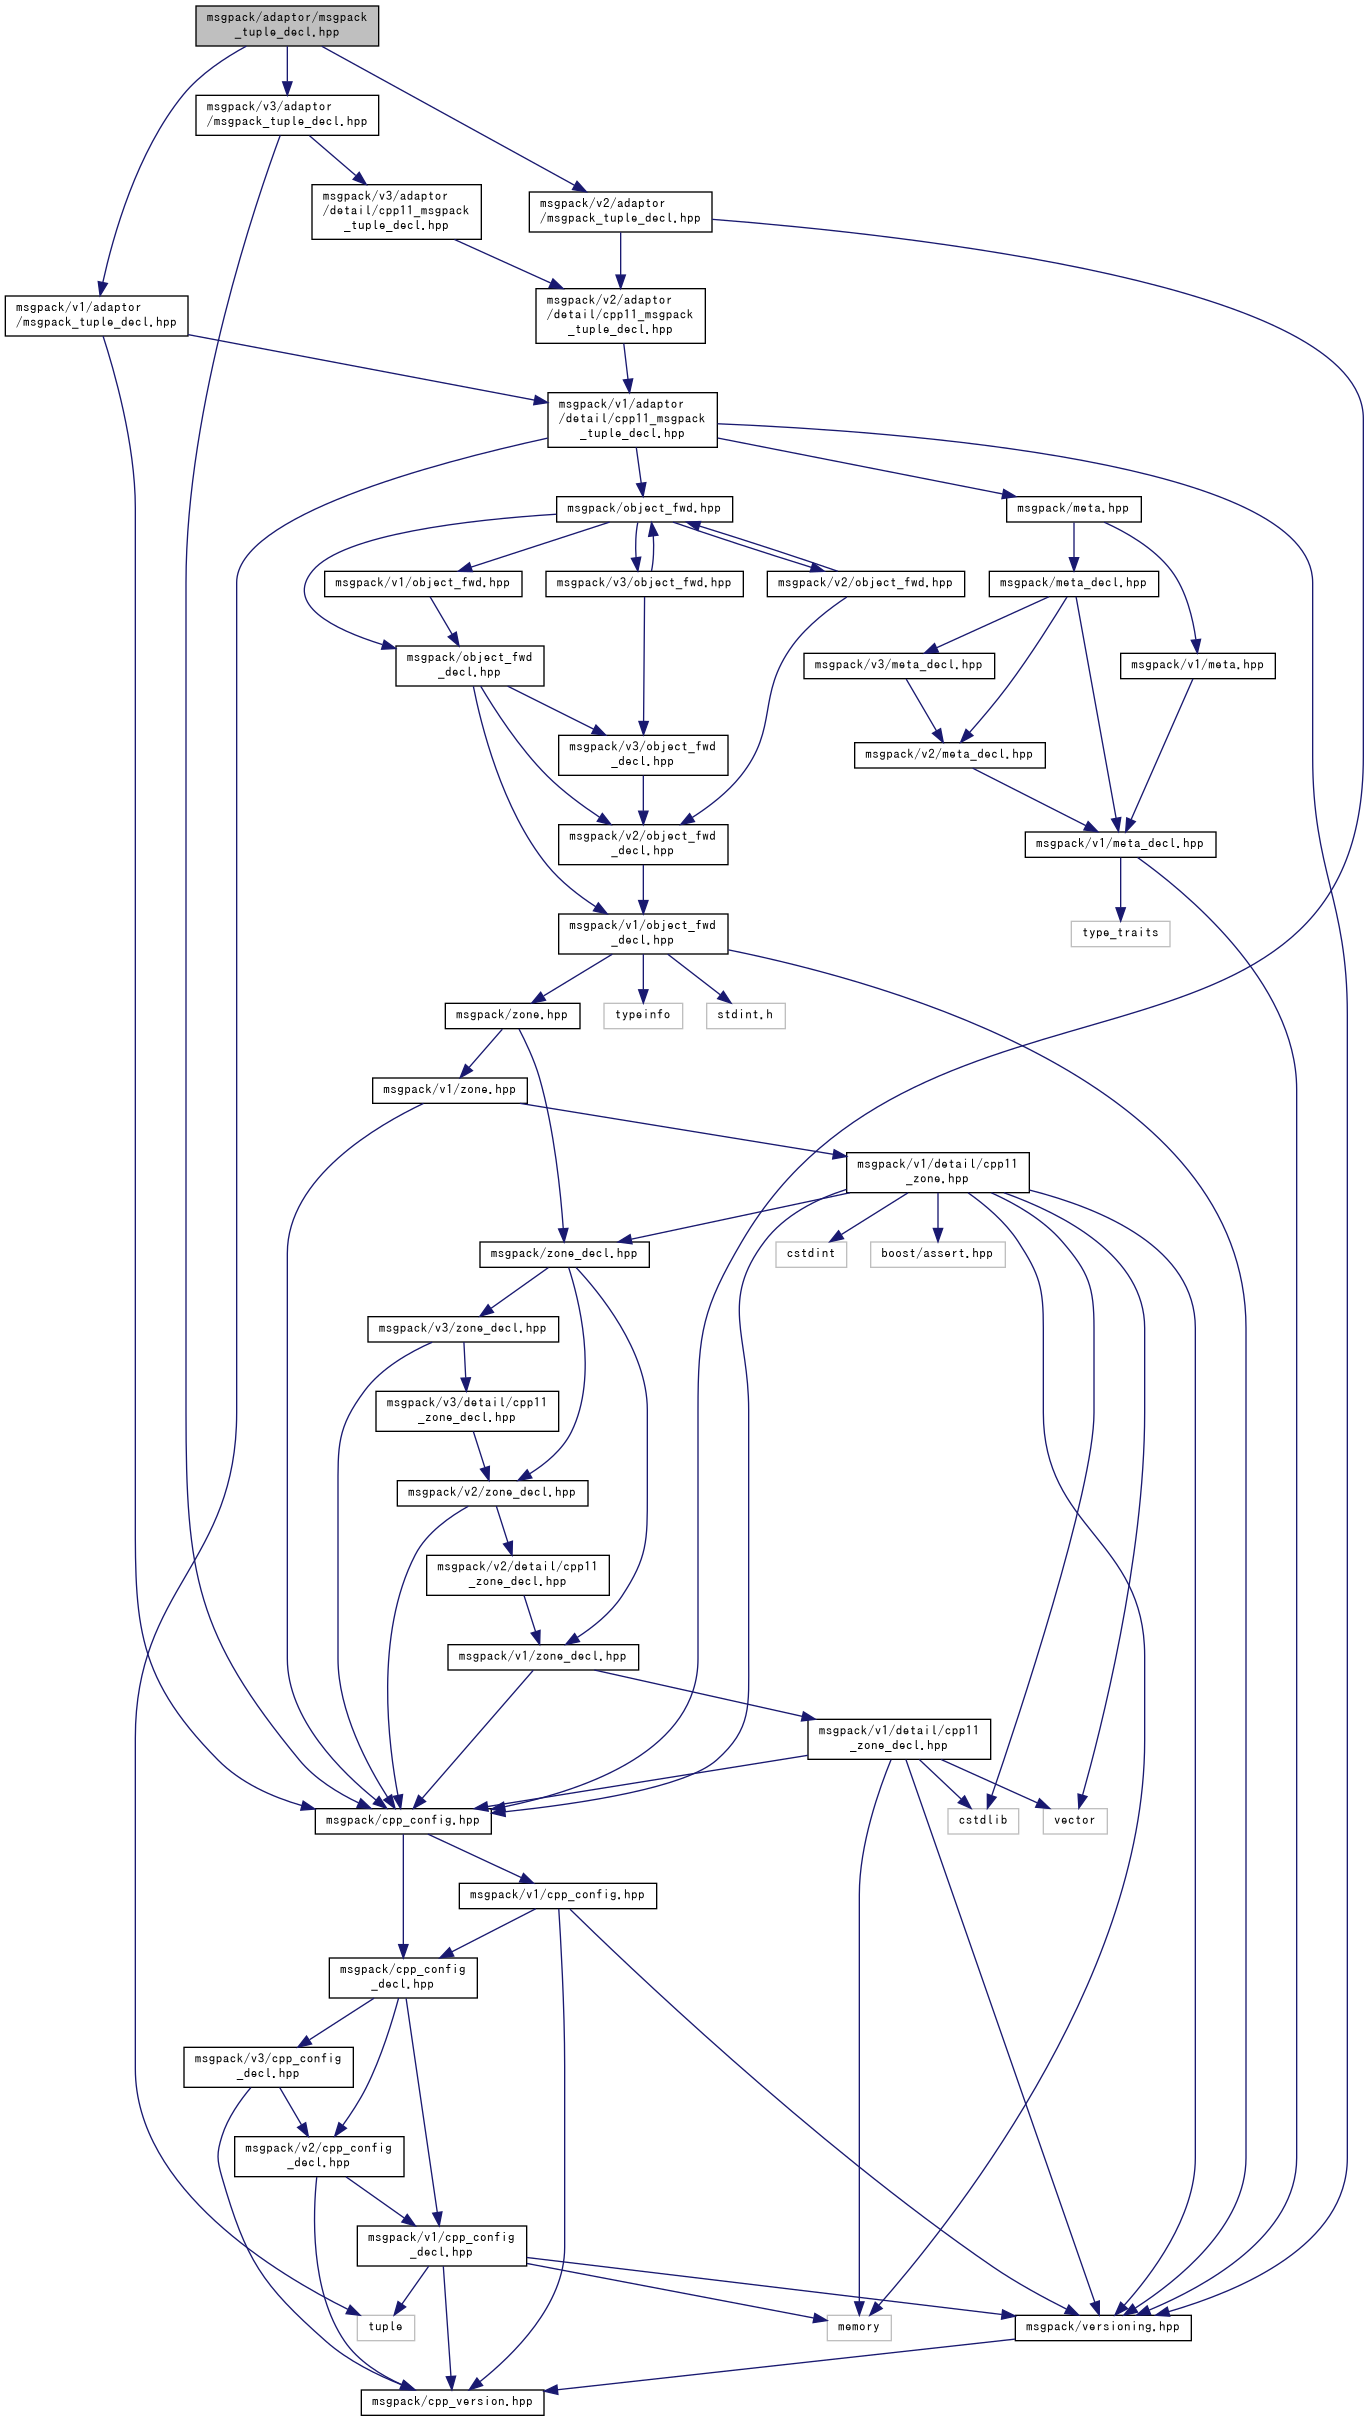 msgpack/adaptor/msgpack
_tuple_decl.hpp
msgpack/v3/adaptor
/msgpack_tuple_decl.hpp
msgpack/v3/adaptor
/detail/cpp11_msgpack
_tuple_decl.hpp
msgpack/v2/adaptor
/msgpack_tuple_decl.hpp
msgpack/v2/adaptor
/detail/cpp11_msgpack
_tuple_decl.hpp
msgpack/v1/adaptor
/msgpack_tuple_decl.hpp
msgpack/v1/adaptor
/detail/cpp11_msgpack
_tuple_decl.hpp
msgpack/object_fwd.hpp
msgpack/meta.hpp
msgpack/v1/object_fwd.hpp
msgpack/v3/object_fwd.hpp
msgpack/v2/object_fwd.hpp
msgpack/meta_decl.hpp
msgpack/object_fwd
_decl.hpp
msgpack/v3/meta_decl.hpp
msgpack/v1/meta.hpp
msgpack/v3/object_fwd
_decl.hpp
msgpack/v2/meta_decl.hpp
msgpack/v2/object_fwd
_decl.hpp
msgpack/v1/meta_decl.hpp
msgpack/v1/object_fwd
_decl.hpp
type_traits
msgpack/zone.hpp
typeinfo
stdint.h
msgpack/v1/zone.hpp
msgpack/v1/detail/cpp11
_zone.hpp
msgpack/zone_decl.hpp
cstdint
boost/assert.hpp
msgpack/v3/zone_decl.hpp
msgpack/v3/detail/cpp11
_zone_decl.hpp
msgpack/v2/zone_decl.hpp
msgpack/v2/detail/cpp11
_zone_decl.hpp
msgpack/v1/zone_decl.hpp
msgpack/v1/detail/cpp11
_zone_decl.hpp
msgpack/cpp_config.hpp
cstdlib
vector
msgpack/v1/cpp_config.hpp
msgpack/cpp_config
_decl.hpp
msgpack/v3/cpp_config
_decl.hpp
msgpack/v2/cpp_config
_decl.hpp
msgpack/v1/cpp_config
_decl.hpp
tuple
memory
msgpack/versioning.hpp
msgpack/cpp_version.hpp